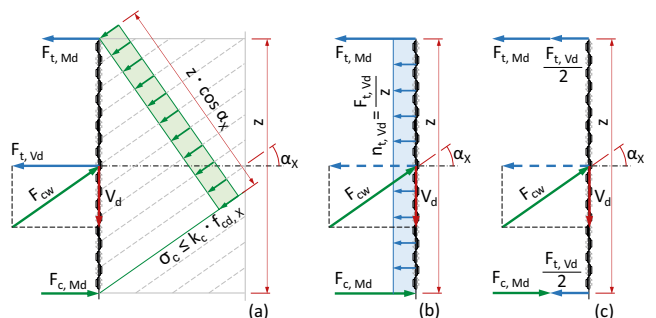 F_t, Md
z · cos α_X
z
F_t, Vd
α_X
F_cw
V_d
σ_c ≤ k_c · f_cd, X
F_c, Md
(a)
F_t, Md
n_t, Vd = F_t, Vd / z
z
α_X
F_cw
V_d
F_c, Md
(b)
F_t, Md
F_t, Vd / 2
z
α_X
F_cw
V_d
F_c, Md
F_t, Vd / 2
(c)